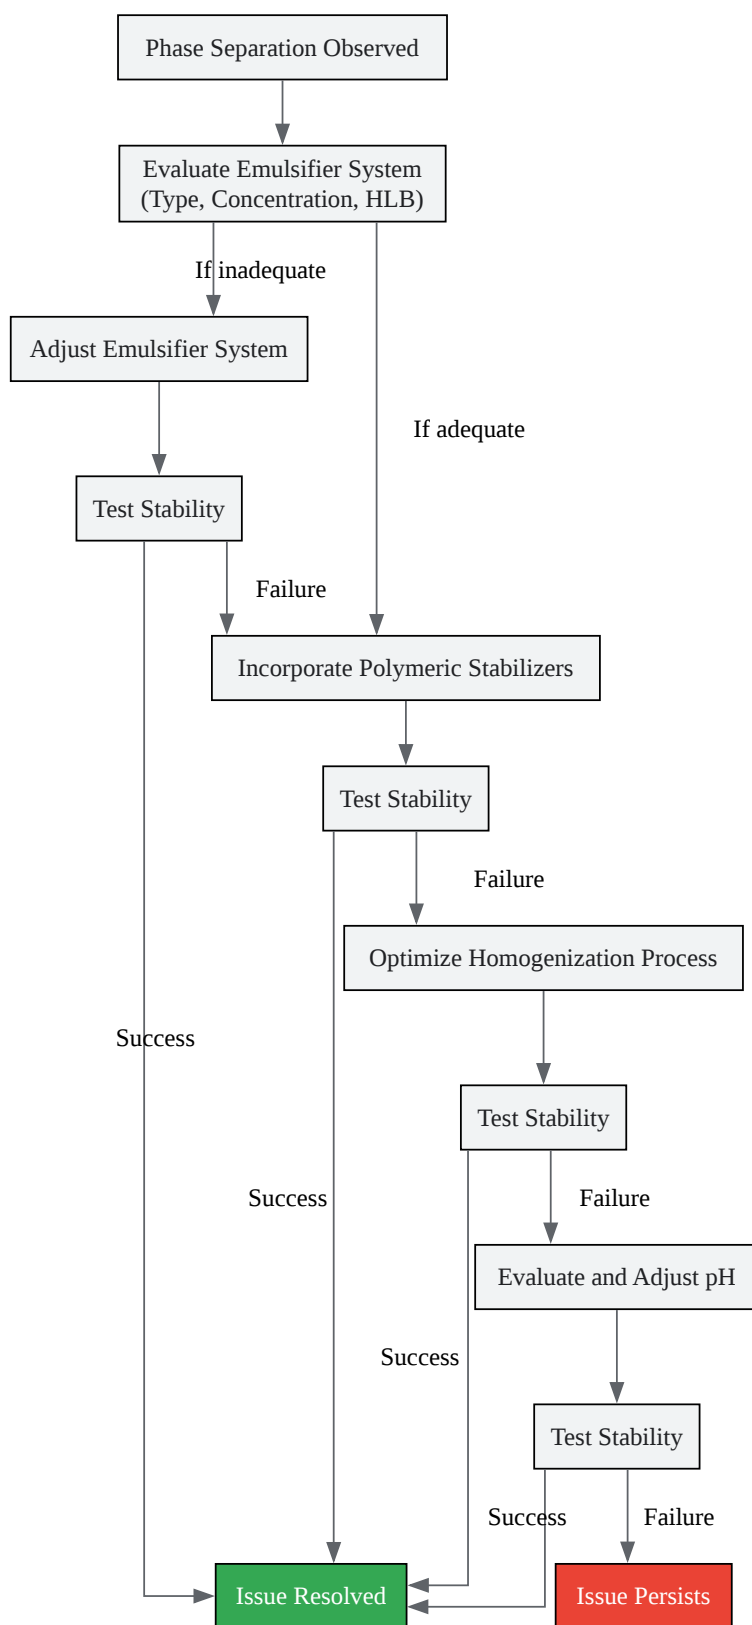 Phase Separation Observed
Evaluate Emulsifier System
(Type, Concentration, HLB)
If inadequate
Adjust Emulsifier System
If adequate
Test Stability
Failure
Incorporate Polymeric Stabilizers
Test Stability
Failure
Optimize Homogenization Process
Success
Test Stability
Success
Failure
Evaluate and Adjust pH
Success
Test Stability
Success
Failure
Issue Resolved
Issue Persists